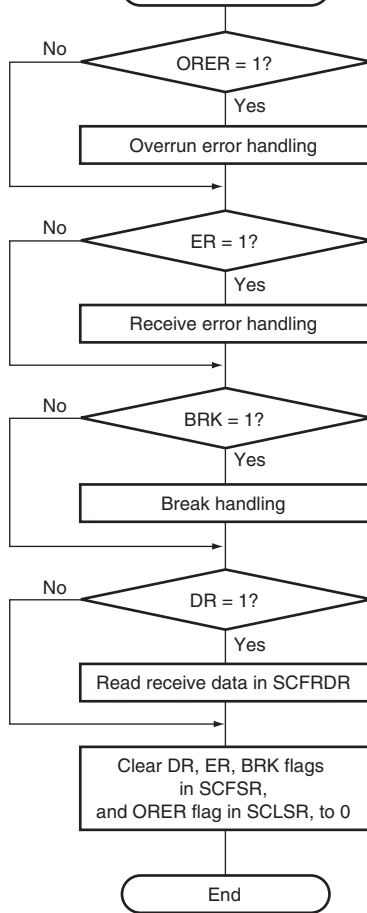 ORER = 1?
No
Yes
Overrun error handling
No
ER = 1?
Yes
Receive error handling
No
BRK = 1?
Yes
Break handling
No
DR = 1?
Yes
Read receive data in SCFRDR
Clear DR, ER, BRK flags
in SCFSR,
and ORER flag in SCLSR, to 0
End